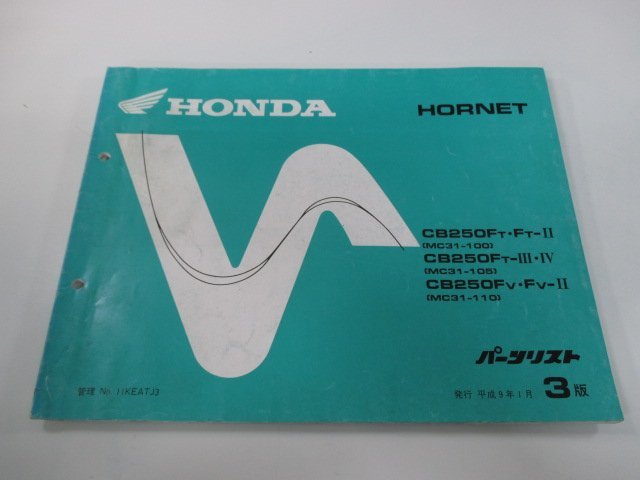 HONDA
HORNET
CB250FT・FT-II
(MC31-100)
CB250FT-III・IV
(MC31-105)
CB250FV・FV-II
(MC31-110)
パーツリスト
管理 No. 11KEATJ3
発行 平成9年1月 3版